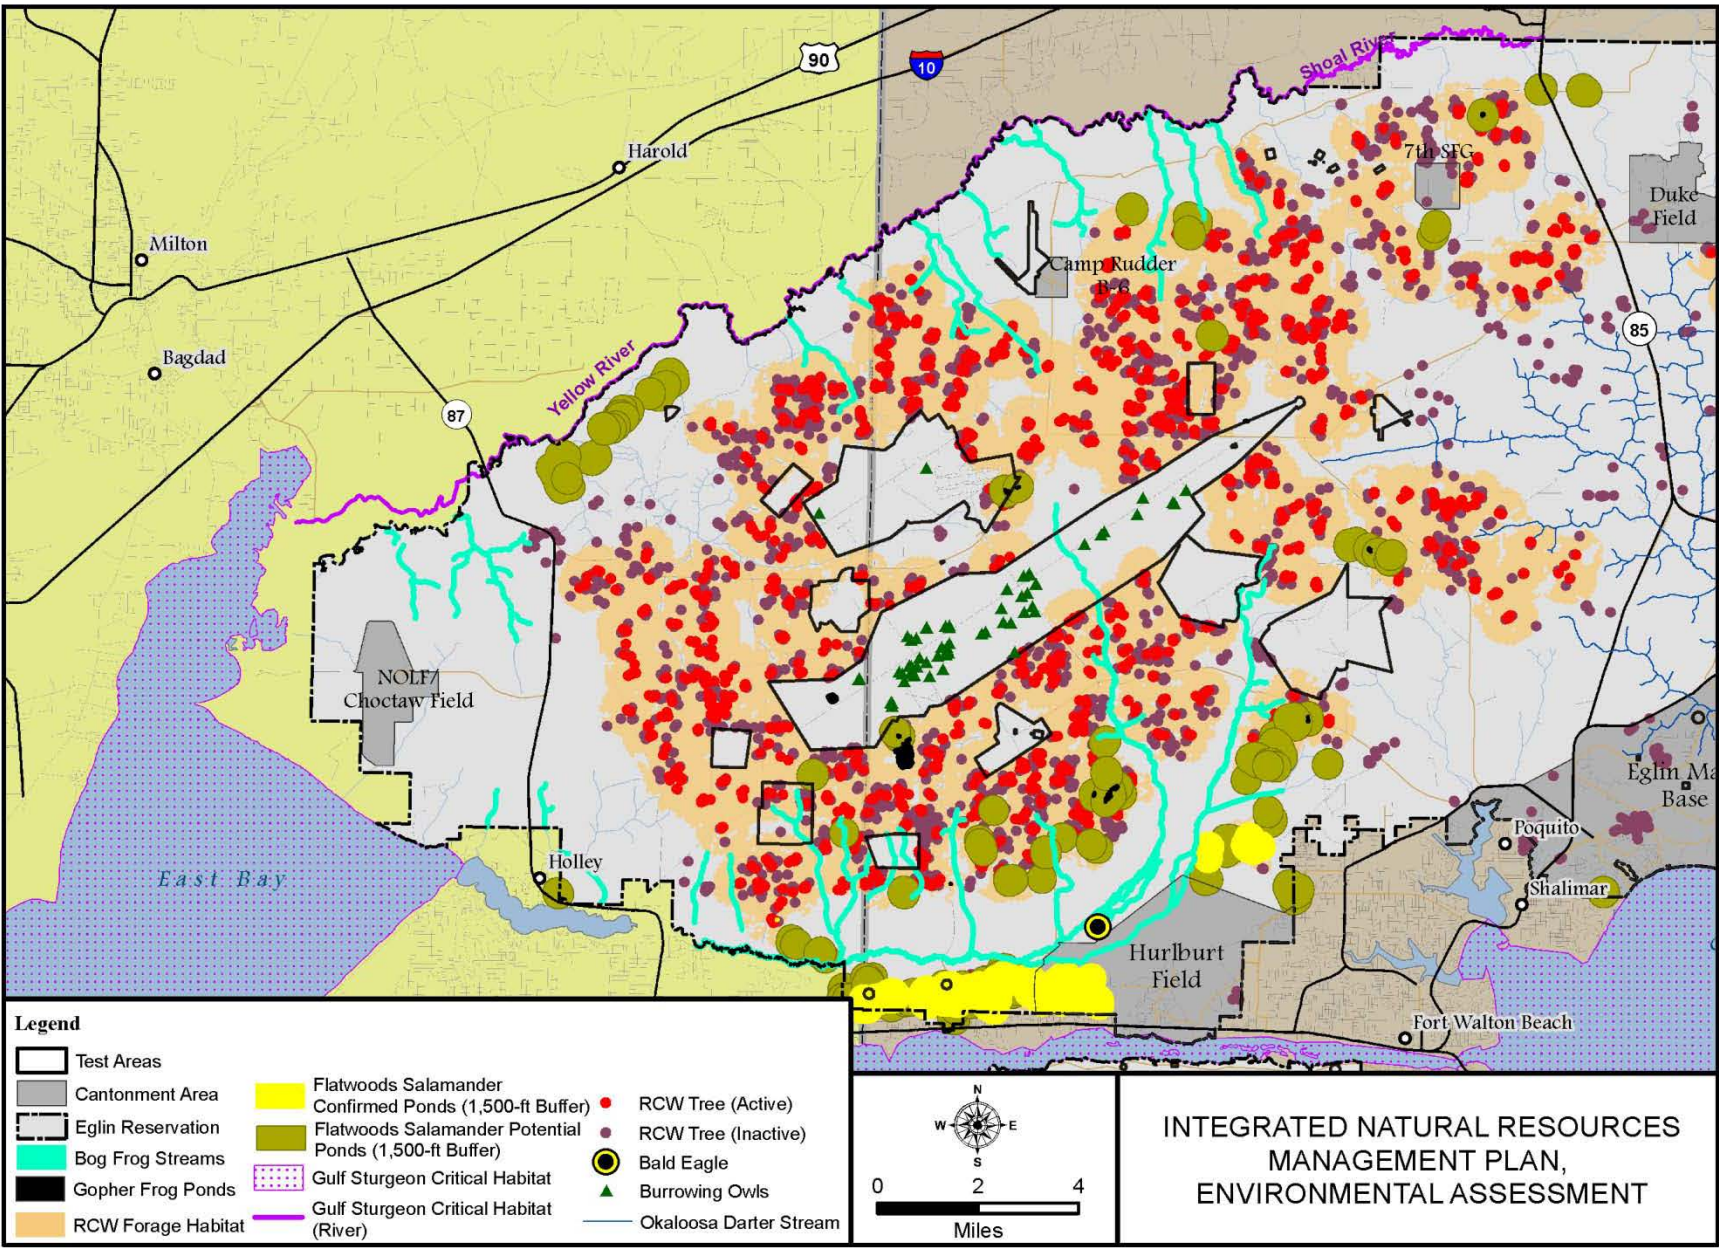 90
10
Shoal River
Harold
7th SFG
Duke
Field
Milton
Camp Rudder
B-6
85
Bagdad
Yellow River
87
NOLF/
Choctaw Field
Eglin Ma
Base
Poquito
Holley
East Bay
Shalimar
Hurlburt
Field
Fort Walton Beach
Legend
Test Areas
Cantonment Area
Eglin Reservation
Bog Frog Streams
Gopher Frog Ponds
RCW Forage Habitat
Flatwoods Salamander
Confirmed Ponds (1,500-ft Buffer)
Flatwoods Salamander Potential
Ponds (1,500-ft Buffer)
Gulf Sturgeon Critical Habitat
Gulf Sturgeon Critical Habitat
(River)
RCW Tree (Active)
RCW Tree (Inactive)
Bald Eagle
Burrowing Owls
Okaloosa Darter Stream
N
W E
S
0 2 4
Miles
INTEGRATED NATURAL RESOURCES
MANAGEMENT PLAN,
ENVIRONMENTAL ASSESSMENT